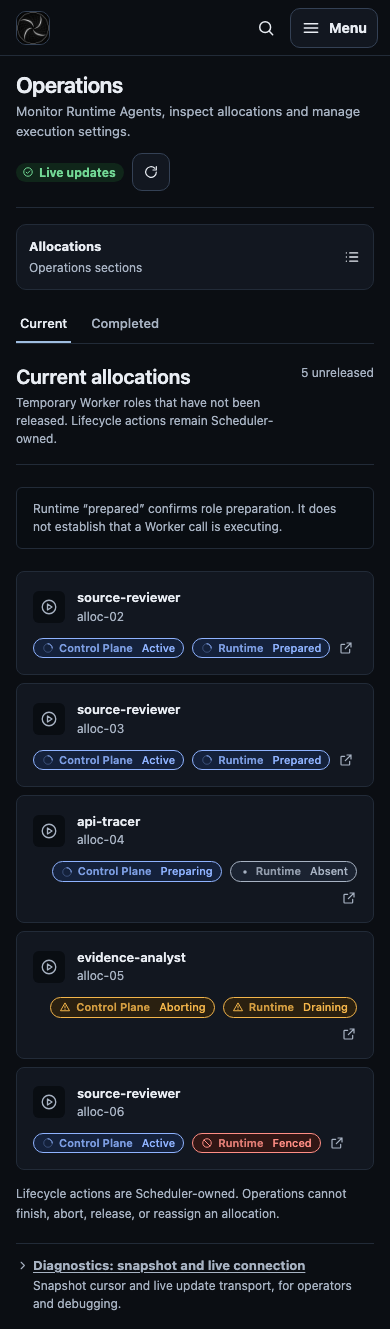 Menu
Operations
Monitor Runtime Agents, inspect allocations and manage
execution settings.
Live updates
Allocations
Operations sections
Current Completed
Current allocations 5 unreleased
Temporary Worker roles that have not been
released. Lifecycle actions remain Scheduler-
owned.
Runtime “prepared” confirms role preparation. It does
not establish that a Worker call is executing.
source-reviewer
alloc-02
Control Plane Active Runtime Prepared
source-reviewer
alloc-03
Control Plane Active Runtime Prepared
api-tracer
alloc-04
Control Plane Preparing Runtime Absent
evidence-analyst
alloc-05
Control Plane Aborting Runtime Draining
source-reviewer
alloc-06
Control Plane Active Runtime Fenced
Lifecycle actions are Scheduler-owned. Operations cannot
finish, abort, release, or reassign an allocation.
Diagnostics: snapshot and live connection
Snapshot cursor and live update transport, for operators
and debugging.